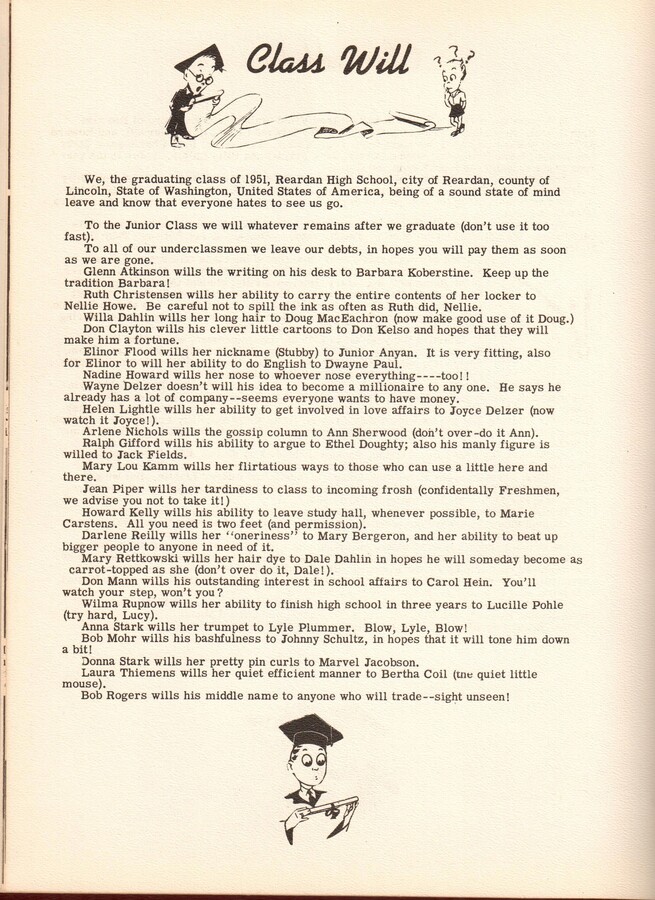 Class Will
? ? ?
We, the graduating class of 1951, Reardan High School, city of Reardan, county of
Lincoln, State of Washington, United States of America, being of a sound state of mind
leave and know that everyone hates to see us go.
To the Junior Class we will whatever remains after we graduate (don't use it too
fast).
To all of our underclassmen we leave our debts, in hopes you will pay them as soon
as we are gone.
Glenn Atkinson wills the writing on his desk to Barbara Koberstine. Keep up the
tradition Barbara!
Ruth Christensen wills her ability to carry the entire contents of her locker to
Nellie Howe. Be careful not to spill the ink as often as Ruth did, Nellie.
Willa Dahlin wills her long hair to Doug MacEachron (now make good use of it Doug.)
Don Clayton wills his clever little cartoons to Don Kelso and hopes that they will
make him a fortune.
Elinor Flood wills her nickname (Stubby) to Junior Anyan. It is very fitting, also
for Elinor to will her ability to do English to Dwayne Paul.
Nadine Howard wills her nose to whoever nose everything----too!!
Wayne Delzer doesn't will his idea to become a millionaire to any one. He says he
already has a lot of company--seems everyone wants to have money.
Helen Lightle wills her ability to get involved in love affairs to Joyce Delzer (now
watch it Joyce!).
Arlene Nichols wills the gossip column to Ann Sherwood (don't over-do it Ann).
Ralph Gifford wills his ability to argue to Ethel Doughty; also his manly figure is
willed to Jack Fields.
Mary Lou Kamm wills her flirtatious ways to those who can use a little here and
there.
Jean Piper wills her tardiness to class to incoming frosh (confidentally Freshmen,
we advise you not to take it!)
Howard Kelly wills his ability to leave study hall, whenever possible, to Marie
Carstens. All you need is two feet (and permission).
Darlene Reilly wills her "oneriness" to Mary Bergeron, and her ability to beat up
bigger people to anyone in need of it.
Mary Rettkowski wills her hair dye to Dale Dahlin in hopes he will someday become as
carrot-topped as she (don't over do it, Dale!).
Don Mann wills his outstanding interest in school affairs to Carol Hein. You'll
watch your step, won't you?
Wilma Rupnow wills her ability to finish high school in three years to Lucille Pohle
(try hard, Lucy).
Anna Stark wills her trumpet to Lyle Plummer. Blow, Lyle, Blow!
Bob Mohr wills his bashfulness to Johnny Schultz, in hopes that it will tone him down
a bit!
Donna Stark wills her pretty pin curls to Marvel Jacobson.
Laura Thiemens wills her quiet efficient manner to Bertha Coil (the quiet little
mouse).
Bob Rogers wills his middle name to anyone who will trade--sight unseen!